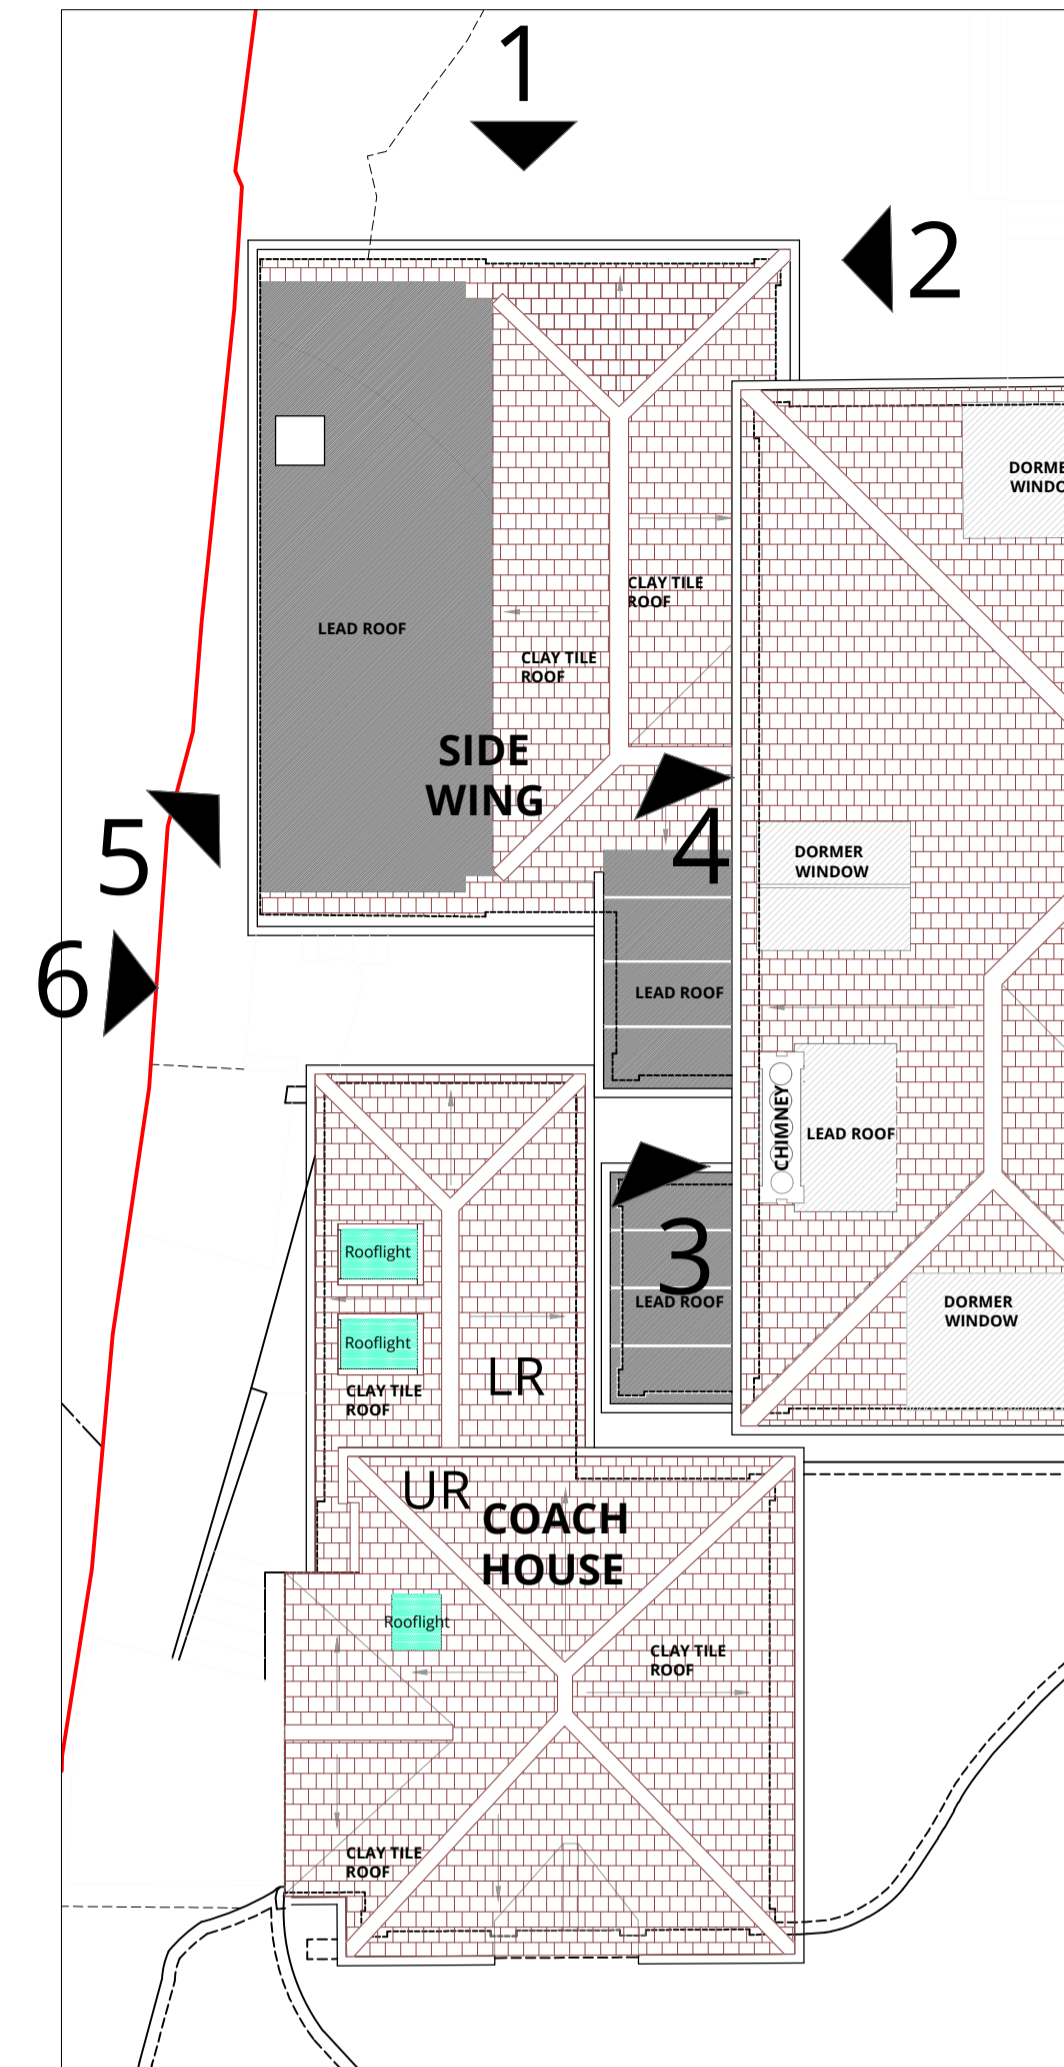 1
2
DORME
WINDO
CLAY TILE
ROOF
LEAD ROOF
CLAY TILE
ROOF
SIDE
WING
4
5
DORMER
WINDOW
6
LEAD ROOF
CHIMNEY
LEAD ROOF
3
LEAD ROOF
DORMER
WINDOW
Rooflight
Rooflight
CLAY TILE
ROOF
LR
UR
COACH
HOUSE
Rooflight
CLAY TILE
ROOF
CLAY TILE
ROOF